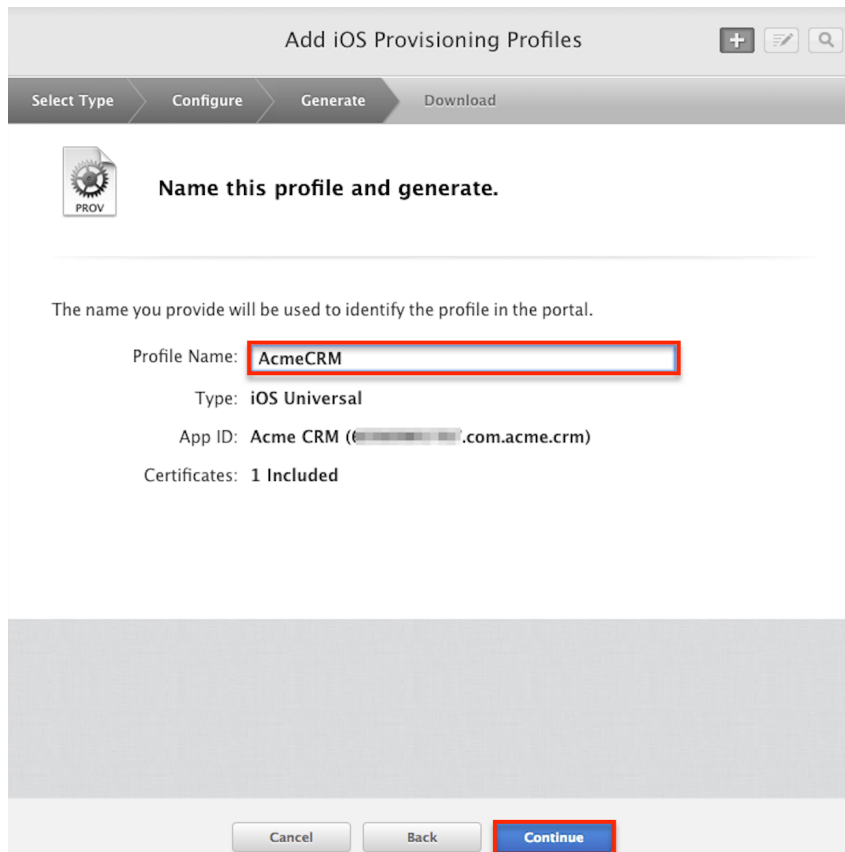 Add iOS Provisioning Profiles
Select Type Configure Generate Download
PROV
Name this profile and generate.
The name you provide will be used to identify the profile in the portal.
Profile Name: AcmeCRM
Type: iOS Universal
App ID: Acme CRM ( .com.acme.crm)
Certificates: 1 Included
Cancel Back Continue